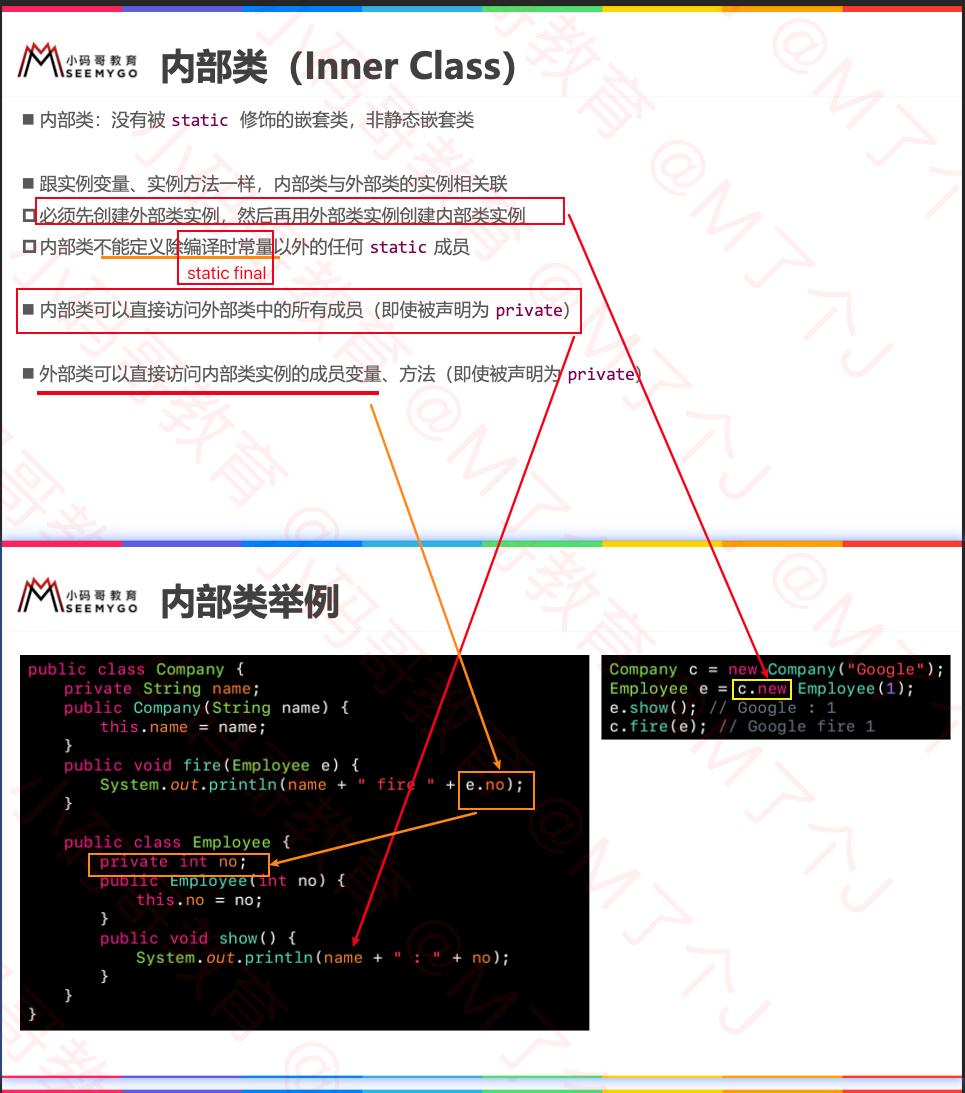 小码哥教育
SEEMYGO
内部类（Inner Class）
■ 内部类：没有被 static 修饰的嵌套类，非静态嵌套类
■ 跟实例变量、实例方法一样，内部类与外部类的实例相关联
必须先创建外部类实例，然后再用外部类实例创建内部类实例
内部类不能定义除编译时常量以外的任何 static 成员
static final
■ 内部类可以直接访问外部类中的所有成员（即使被声明为 private）
■ 外部类可以直接访问内部类实例的成员变量、方法（即使被声明为 private）
小码哥教育
SEEMYGO
内部类举例
public class Company {
    private String name;
    public Company(String name) {
        this.name = name;
    }
    public void fire(Employee e) {
        System.out.println(name + " fire " + e.no);
    }
    public class Employee {
        private int no;
        public Employee(int no) {
            this.no = no;
        }
        public void show() {
            System.out.println(name + " : " + no);
        }
    }
}
Company c = new Company("Google");
Employee e = c.new Employee(1);
e.show(); // Google : 1
c.fire(e); // Google fire 1
小码哥教育 @M了个J